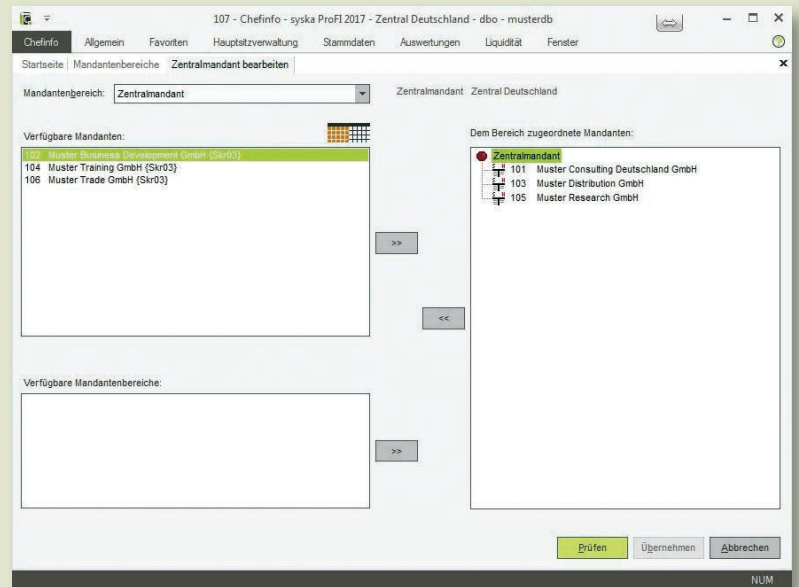 107 - Chefinfo - syska ProFI 2017 - Zentral Deutschland - dbo - musterdb
Chefinfo Allgemein Favoriten Hauptsitzverwaltung Stammdaten Auswertungen Liquidität Fenster
Startseite Mandantenbereiche Zentralmandant bearbeiten
Mandantenbereich: Zentralmandant Zentralmandant Zentral Deutschland
Verfügbare Mandanten:
102 Muster Business Development GmbH {Skr03}
104 Muster Training GmbH {Skr03}
106 Muster Trade GmbH {Skr03}
>>
<<
Dem Bereich zugeordnete Mandanten:
Zentralmandant
101 Muster Consulting Deutschland GmbH
103 Muster Distribution GmbH
105 Muster Research GmbH
Verfügbare Mandantenbereiche:
>>
Prüfen Übernehmen Abbrechen
NUM